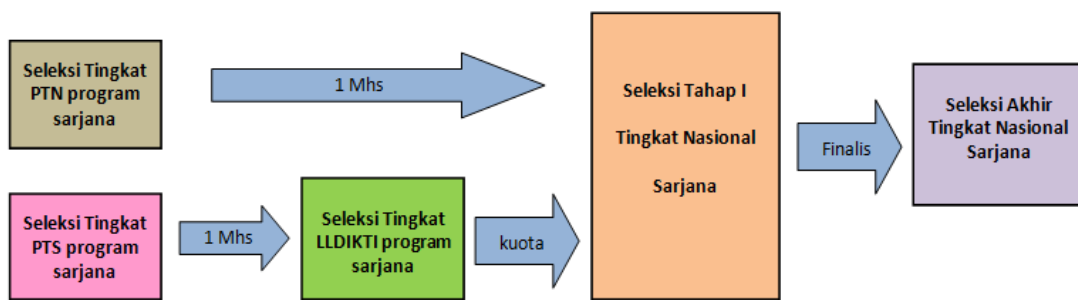 Seleksi Tingkat
PTN program
sarjana
1 Mhs
Seleksi Tahap I
Tingkat Nasional
Sarjana
Finalis
Seleksi Akhir
Tingkat Nasional
Sarjana
Seleksi Tingkat
PTS program
sarjana
1 Mhs
Seleksi Tingkat
LLDIKTI program
sarjana
kuota